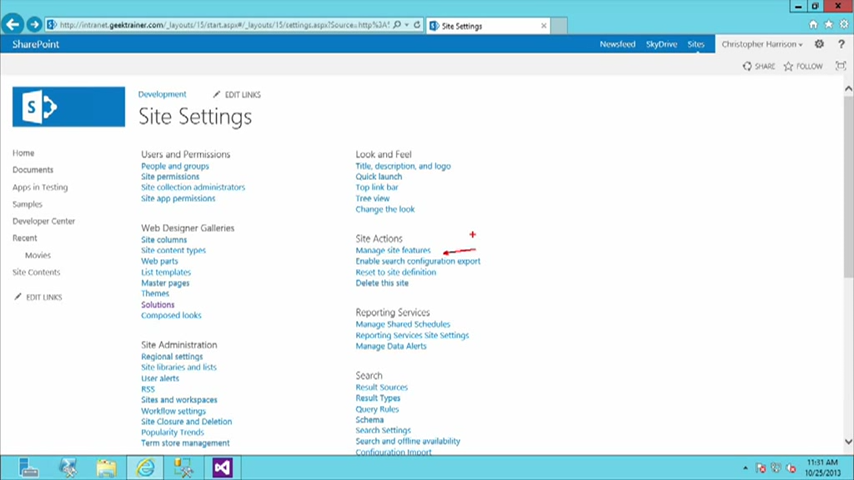 http://intranet.geektrainer.com/_layouts/15/start.aspx#/_layouts/15/settings.aspx?Source=http%3A%
Site Settings
SharePoint
Newsfeed SkyDrive Sites Christopher Harrison ?
SHARE FOLLOW
S
Development EDIT LINKS
Site Settings
Home
Documents
Apps in Testing
Samples
Developer Center
Recent
Movies
Site Contents
EDIT LINKS
Users and Permissions
People and groups
Site permissions
Site collection administrators
Site app permissions
Web Designer Galleries
Site columns
Site content types
Web parts
List templates
Master pages
Themes
Solutions
Composed looks
Site Administration
Regional settings
Site libraries and lists
User alerts
RSS
Sites and workspaces
Workflow settings
Site Closure and Deletion
Popularity Trends
Term store management
Look and Feel
Title, description, and logo
Quick launch
Top link bar
Tree view
Change the look
Site Actions
Manage site features
Enable search configuration export
Reset to site definition
Delete this site
Reporting Services
Manage Shared Schedules
Reporting Services Site Settings
Manage Data Alerts
Search
Result Sources
Result Types
Query Rules
Schema
Search Settings
Search and offline availability
Configuration Import
11:31 AM
10/25/2013